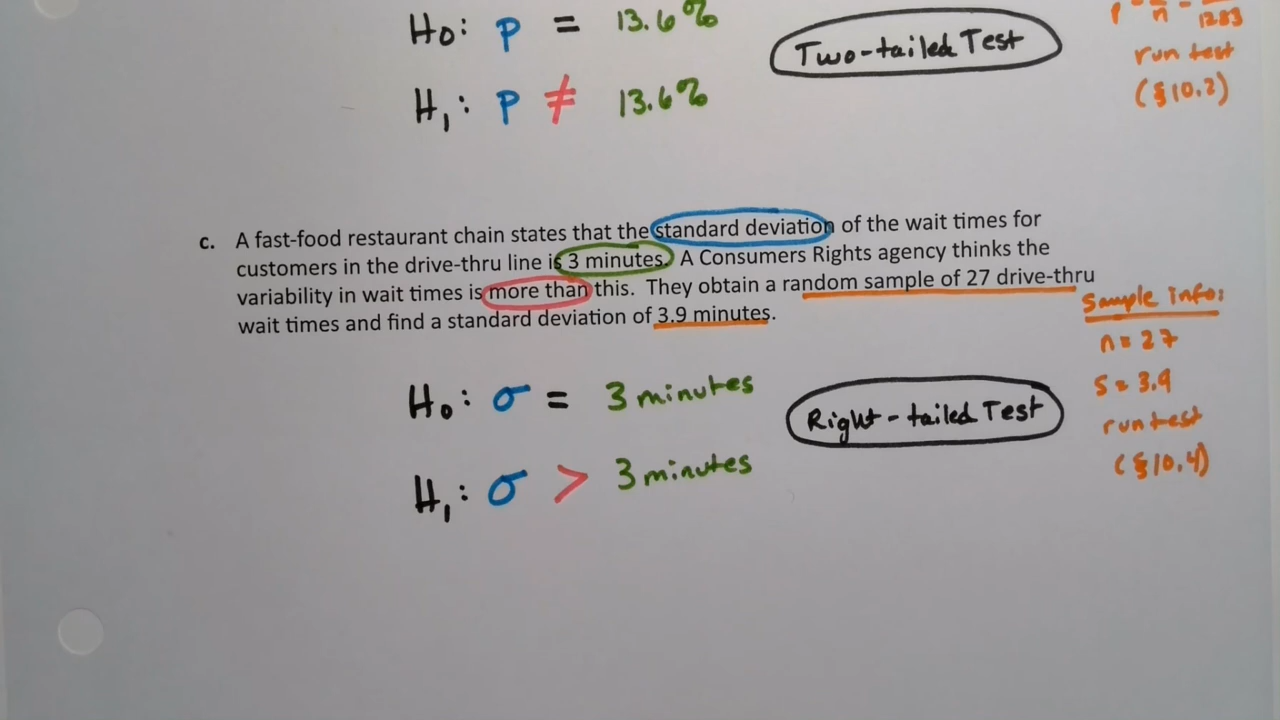 H₀: p = 13.6%
Two-tailed Test
1283
run test
H₁: p ≠ 13.6%
(§10.2)
c. A fast-food restaurant chain states that the standard deviation of the wait times for
customers in the drive-thru line is 3 minutes. A Consumers Rights agency thinks the
variability in wait times is more than this. They obtain a random sample of 27 drive-thru
wait times and find a standard deviation of 3.9 minutes.
Sample info:
n = 27
s = 3.9
run test
(§10.4)
H₀: σ = 3 minutes
Right-tailed Test
H₁: σ > 3 minutes